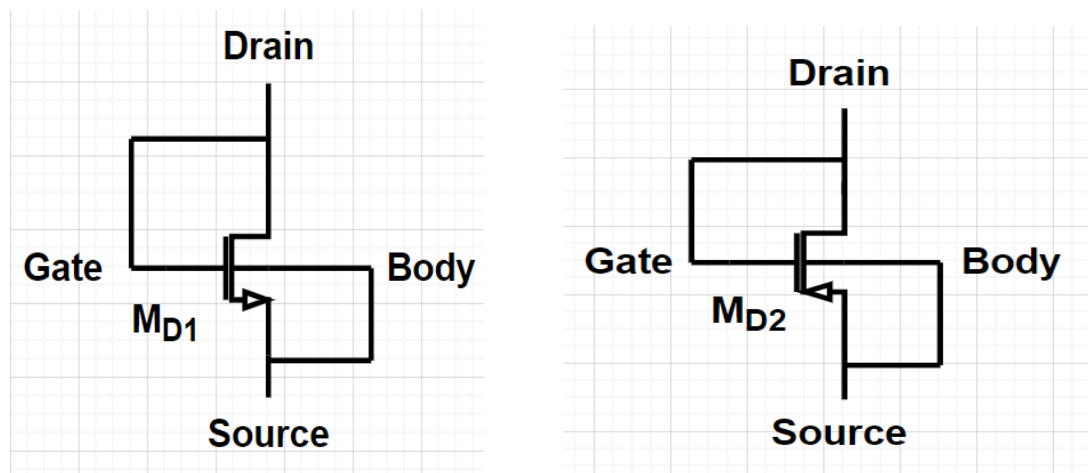 Drain
Gate
Body
MD1
Source
Drain
Gate
Body
MD2
Source